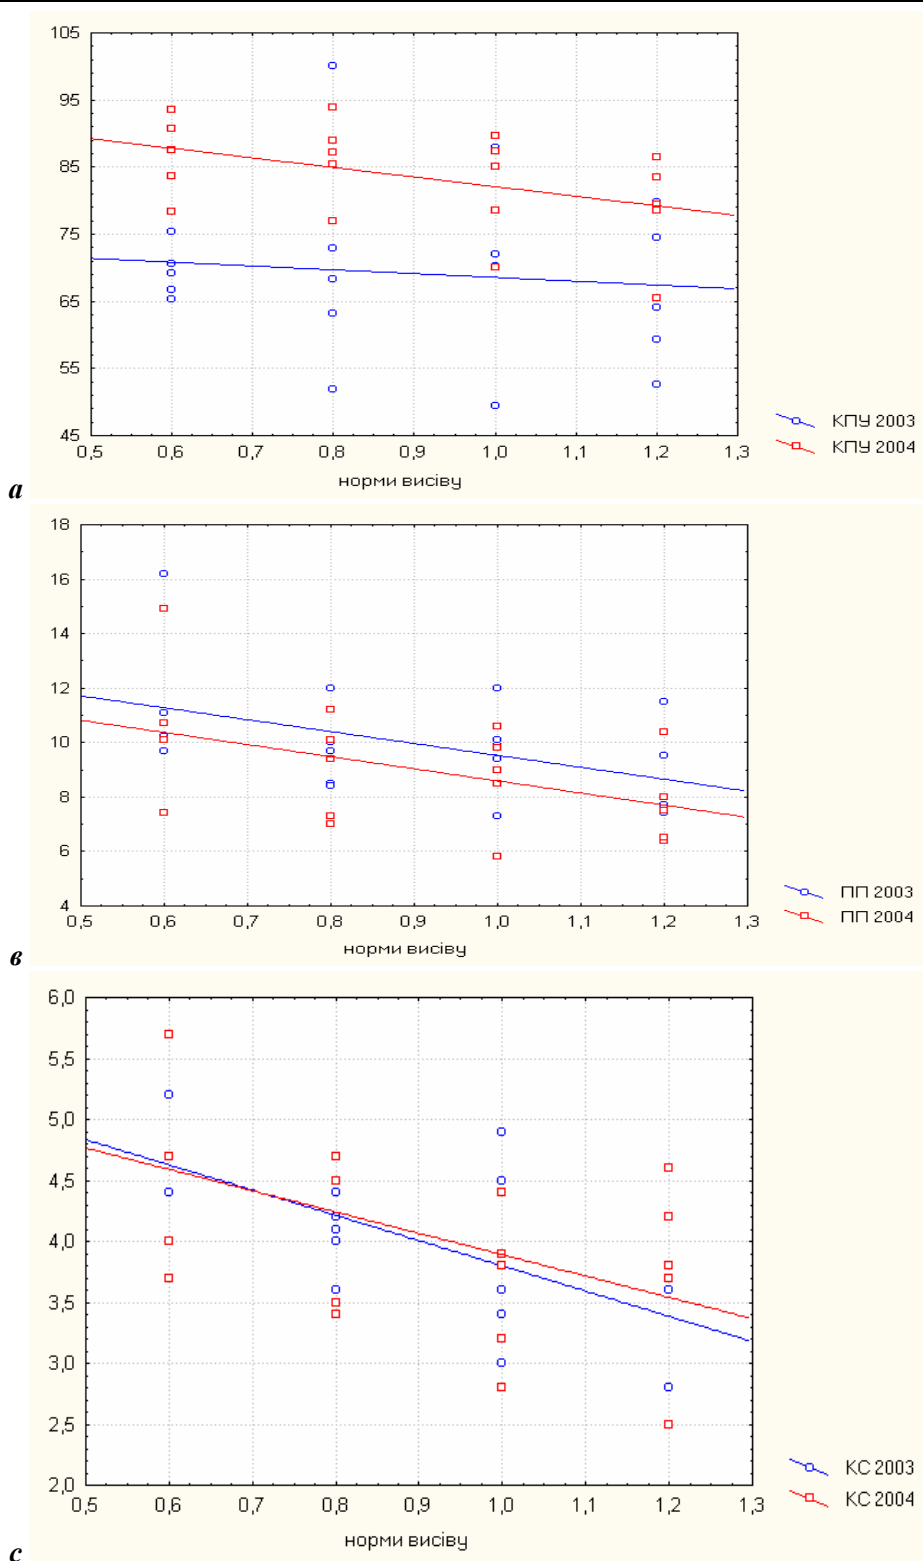 105
95
85
75
65
55
45
0,5 0,6 0,7 0,8 0,9 1,0 1,1 1,2 1,3
норми висіву
КПУ 2003
КПУ 2004
а
18
16
14
12
10
8
6
4
0,5 0,6 0,7 0,8 0,9 1,0 1,1 1,2 1,3
норми висіву
ПП 2003
ПП 2004
в
6,0
5,5
5,0
4,5
4,0
3,5
3,0
2,5
2,0
0,5 0,6 0,7 0,8 0,9 1,0 1,1 1,2 1,3
норми висіву
КС 2003
КС 2004
с